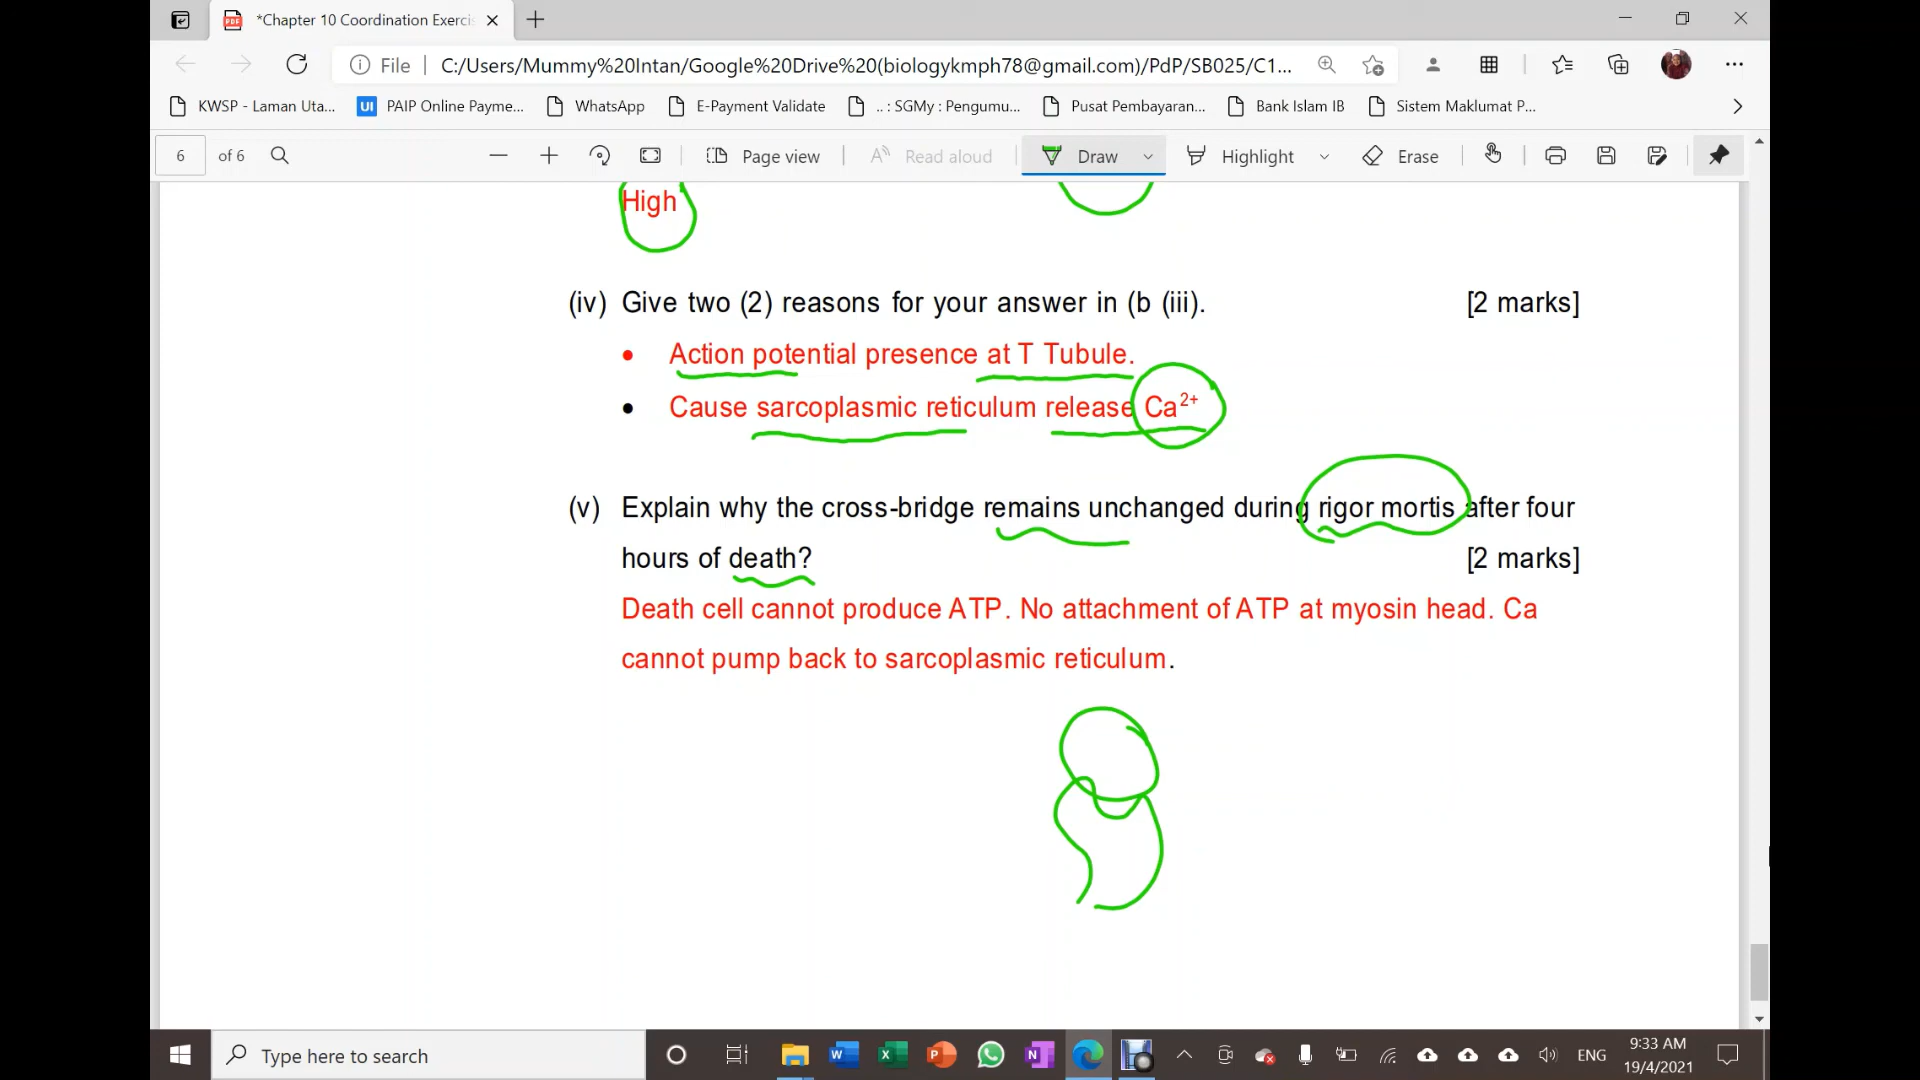 *Chapter 10 Coordination Exerci
File
C:/Users/Mummy%20Intan/Google%20Drive%20(biologykmph78@gmail.com)/PdP/SB025/C1...
KWSP - Laman Uta...
UI PAIP Online Payme...
WhatsApp
E-Payment Validate
.. : SGMy : Pengumu...
Pusat Pembayaran...
Bank Islam IB
Sistem Maklumat P...
6 of 6
Page view
Read aloud
Draw
Highlight
Erase
High
(iv) Give two (2) reasons for your answer in (b (iii). [2 marks]
• Action potential presence at T Tubule.
• Cause sarcoplasmic reticulum release Ca2+
(v) Explain why the cross-bridge remains unchanged during rigor mortis after four
hours of death? [2 marks]
Death cell cannot produce ATP. No attachment of ATP at myosin head. Ca
cannot pump back to sarcoplasmic reticulum.
Type here to search
ENG
9:33 AM
19/4/2021